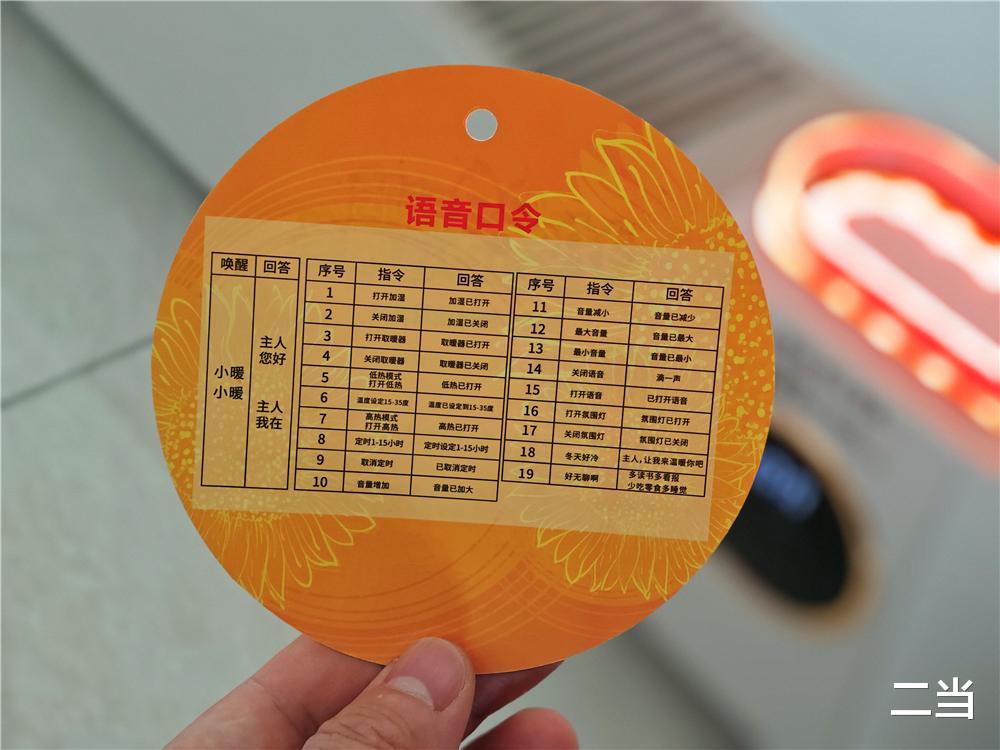 语音口令
唤醒 回答
小暖
小暖
主人
您好
主人
我在
序号 指令 回答
1 打开加湿 加湿已打开
2 关闭加湿 加湿已关闭
3 打开取暖器 取暖器已打开
4 关闭取暖器 取暖器已关闭
5 低热模式
打开低热 低热已打开
6 温度设定15-35度 温度已设定到15-35度
7 高热模式
打开高热 高热已打开
8 定时1-15小时 定时设定1-15小时
9 取消定时 已取消定时
10 音量增加 音量已加大
序号 指令 回答
11 音量减小 音量已减少
12 最大音量 音量已最大
13 最小音量 音量已最小
14 关闭语音 滴一声
15 打开语音 已打开语音
16 打开氛围灯 氛围灯已打开
17 关闭氛围灯 氛围灯已关闭
18 冬天好冷 主人，让我来温暖你吧
19 好无聊啊 多读书多看报
少吃零食多睡觉
二当